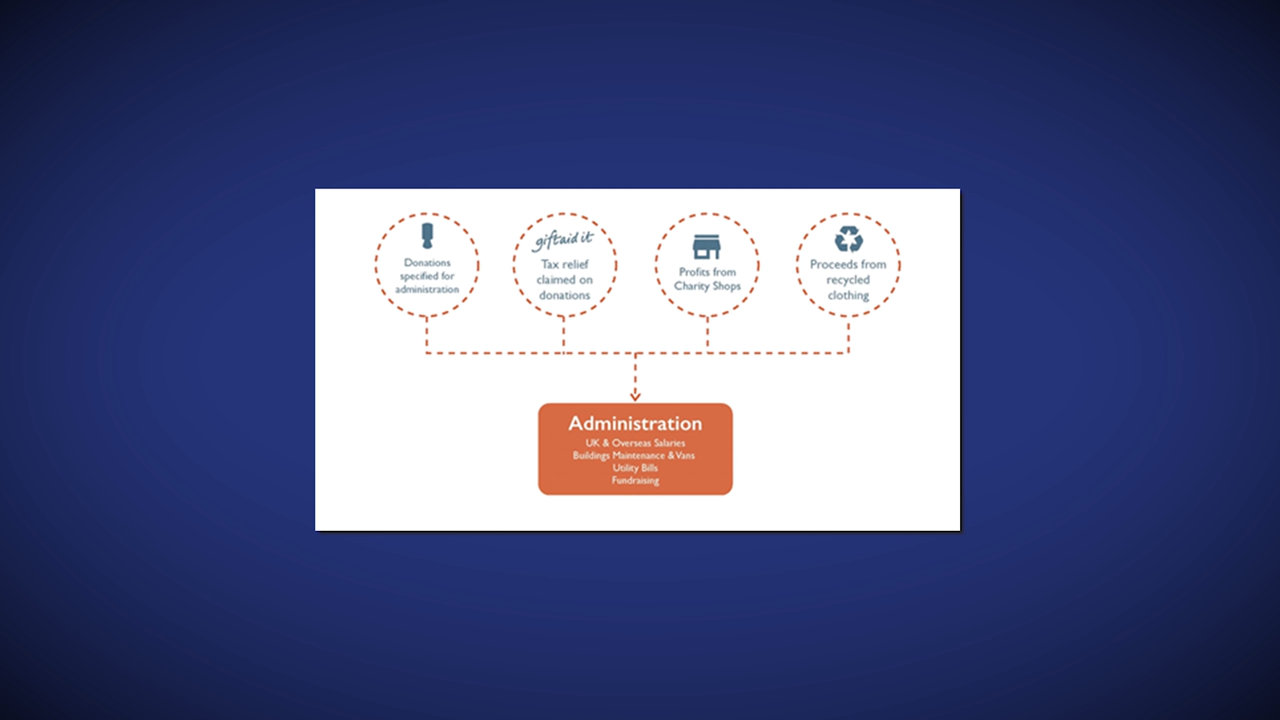 Donations
specified for
administration
giftaid it
Tax relief
claimed on
donations
Profits from
Charity Shops
Proceeds from
recycled
clothing
Administration
UK & Overseas Salaries
Buildings Maintenance & Vans
Utility Bills
Fundraising